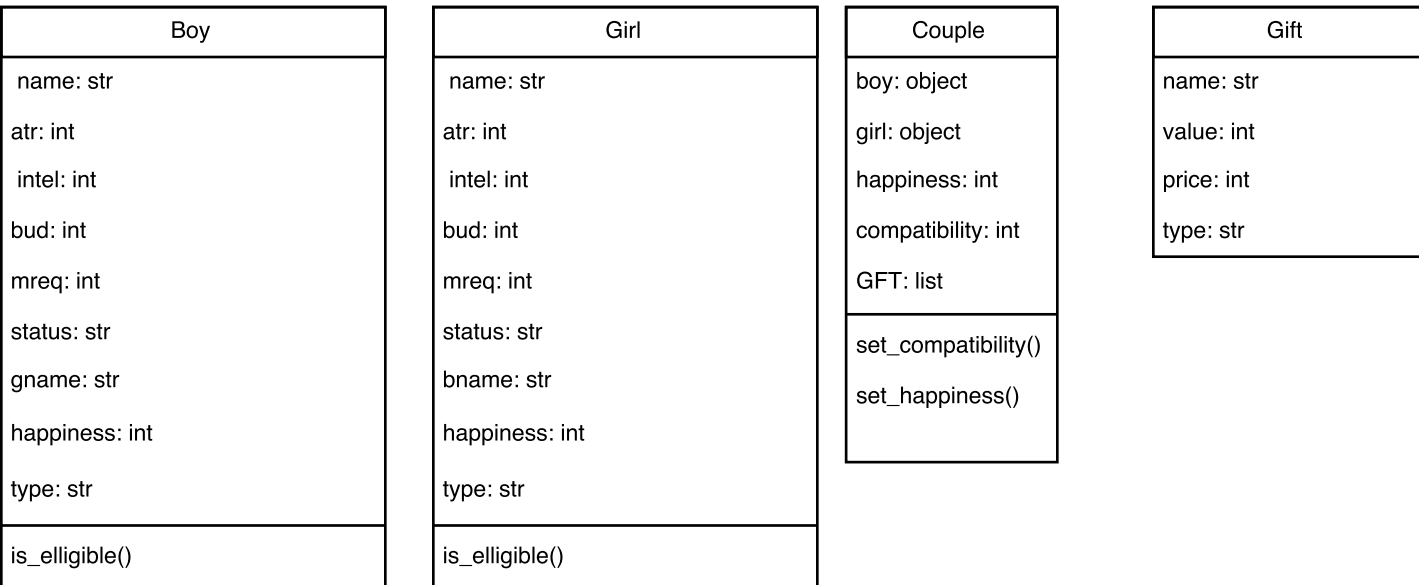 Boy
name: str
atr: int
intel: int
bud: int
mreq: int
status: str
gname: str
happiness: int
type: str
is_elligible()
Girl
name: str
atr: int
intel: int
bud: int
mreq: int
status: str
bname: str
happiness: int
type: str
is_elligible()
Couple
boy: object
girl: object
happiness: int
compatibility: int
GFT: list
set_compatibility()
set_happiness()
Gift
name: str
value: int
price: int
type: str